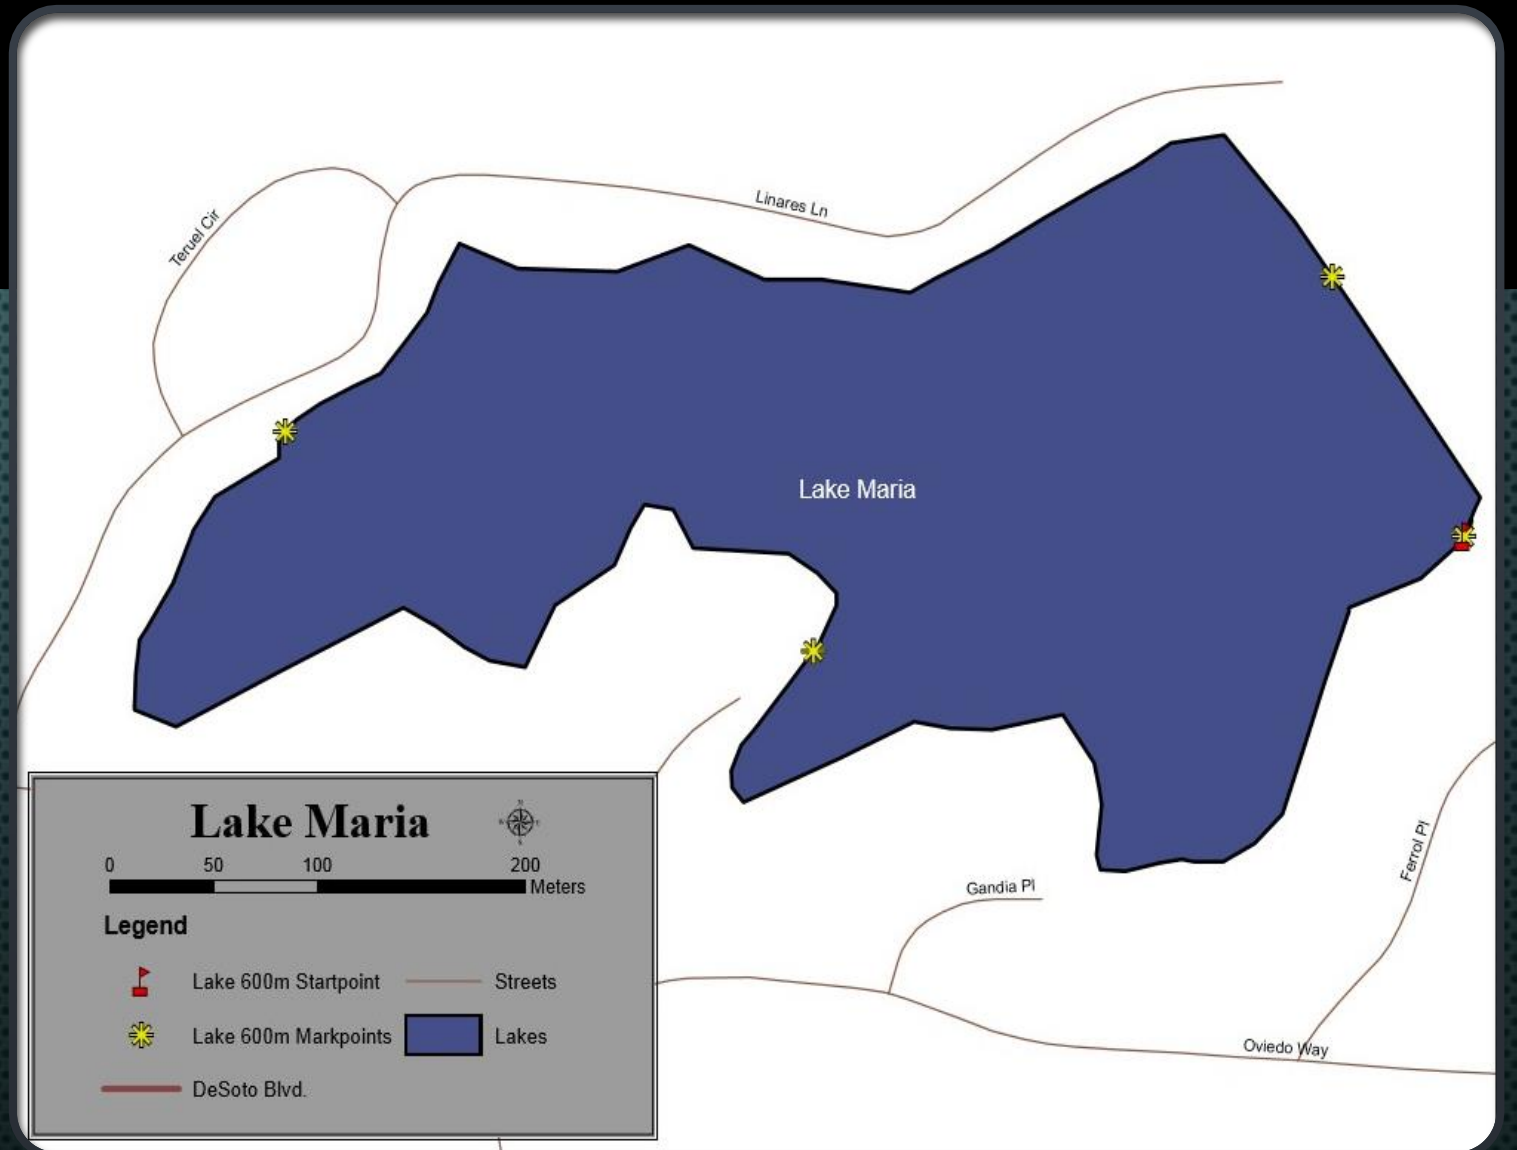 Linares Ln
Teruel Cir
Lake Maria
Ferrol Pl
Gandia Pl
Oviedo Way
Lake Maria
N
W E
S
0 50 100 200
Meters
Legend
Lake 600m Startpoint Streets
Lake 600m Markpoints Lakes
DeSoto Blvd.